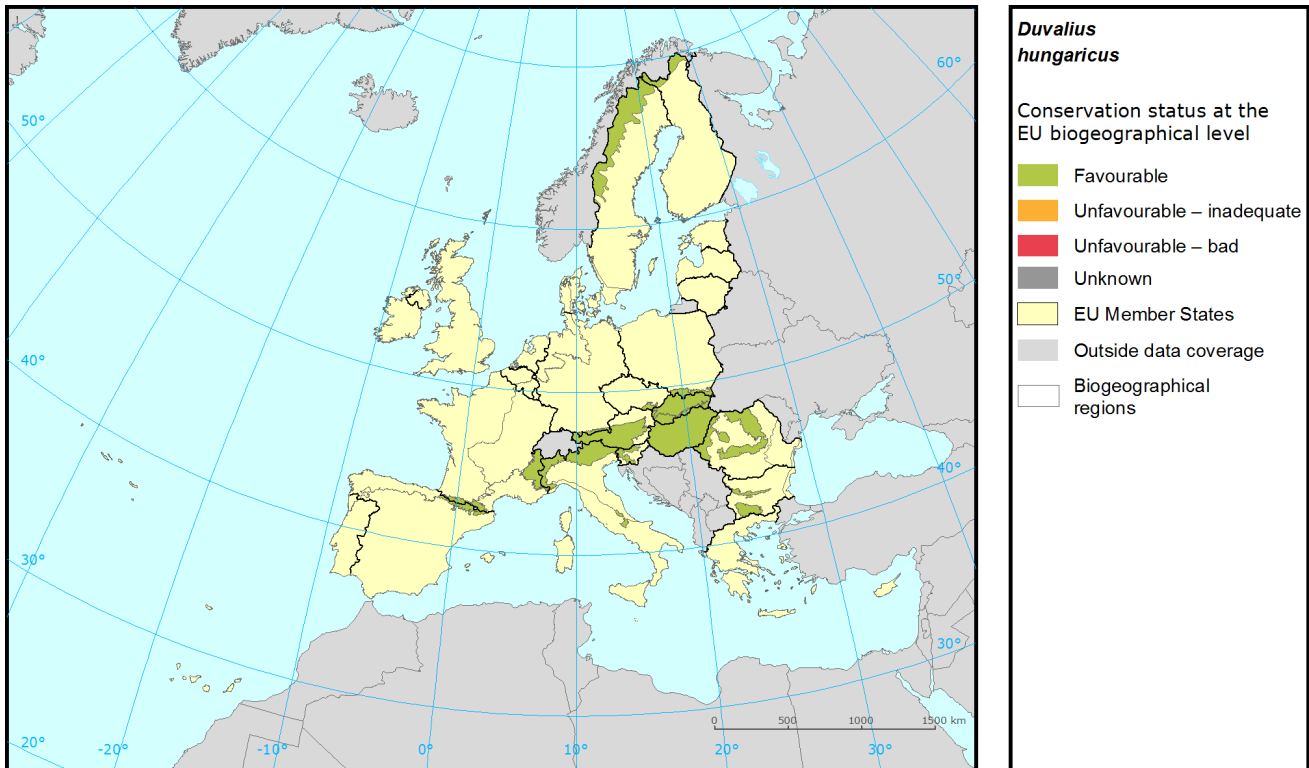 60°
50°
50°
40°
40°
30°
30°
0 500 1000 1500 km
20° -20° -10° 0° 10° 20° 30°
Duvalius
hungaricus
Conservation status at the
EU biogeographical level
Favourable
Unfavourable – inadequate
Unfavourable – bad
Unknown
EU Member States
Outside data coverage
Biogeographical
regions